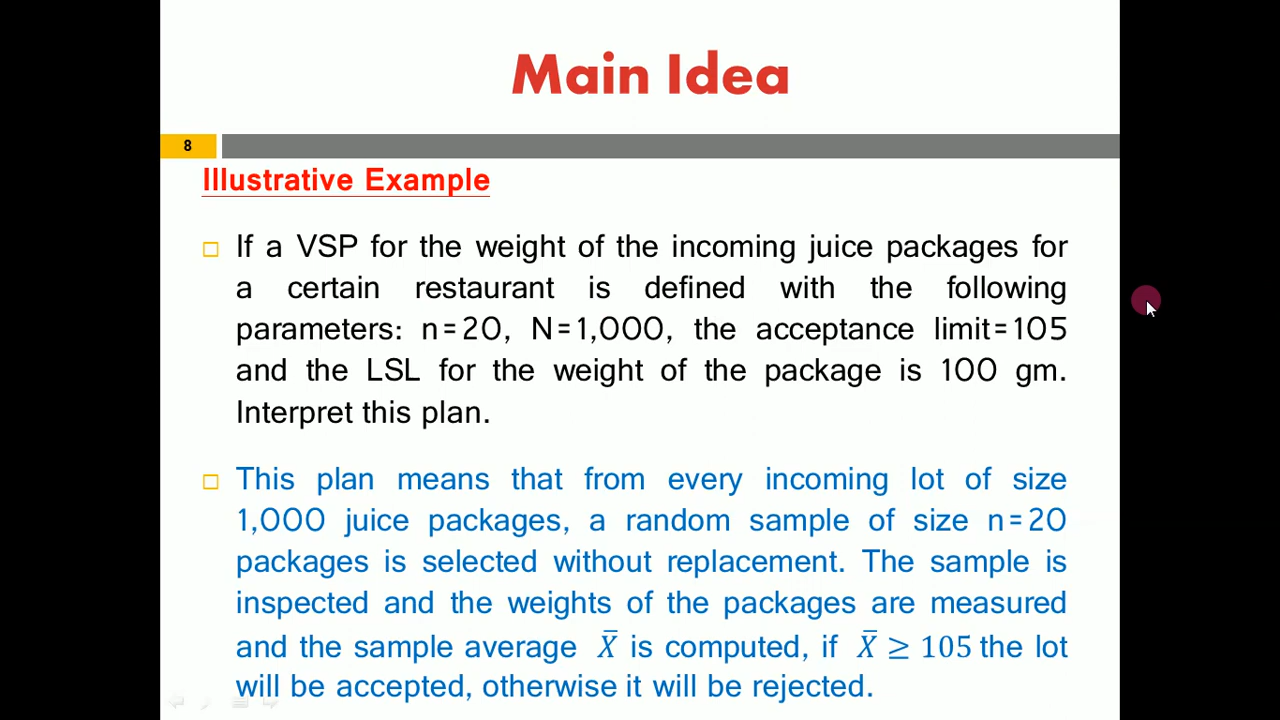 Main Idea
8
Illustrative Example
If a VSP for the weight of the incoming juice packages for
a certain restaurant is defined with the following
parameters: n=20, N=1,000, the acceptance limit=105
and the LSL for the weight of the package is 100 gm.
Interpret this plan.
This plan means that from every incoming lot of size
1,000 juice packages, a random sample of size n=20
packages is selected without replacement. The sample is
inspected and the weights of the packages are measured
and the sample average X̄ is computed, if X̄ ≥ 105 the lot
will be accepted, otherwise it will be rejected.